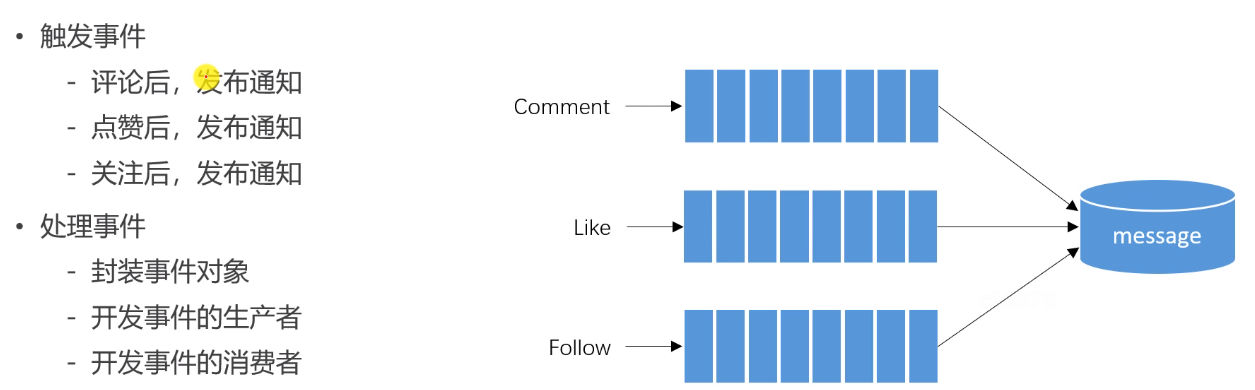 • 触发事件
- 评论后，发布通知
- 点赞后，发布通知
- 关注后，发布通知
• 处理事件
- 封装事件对象
- 开发事件的生产者
- 开发事件的消费者
Comment
Like
Follow
message